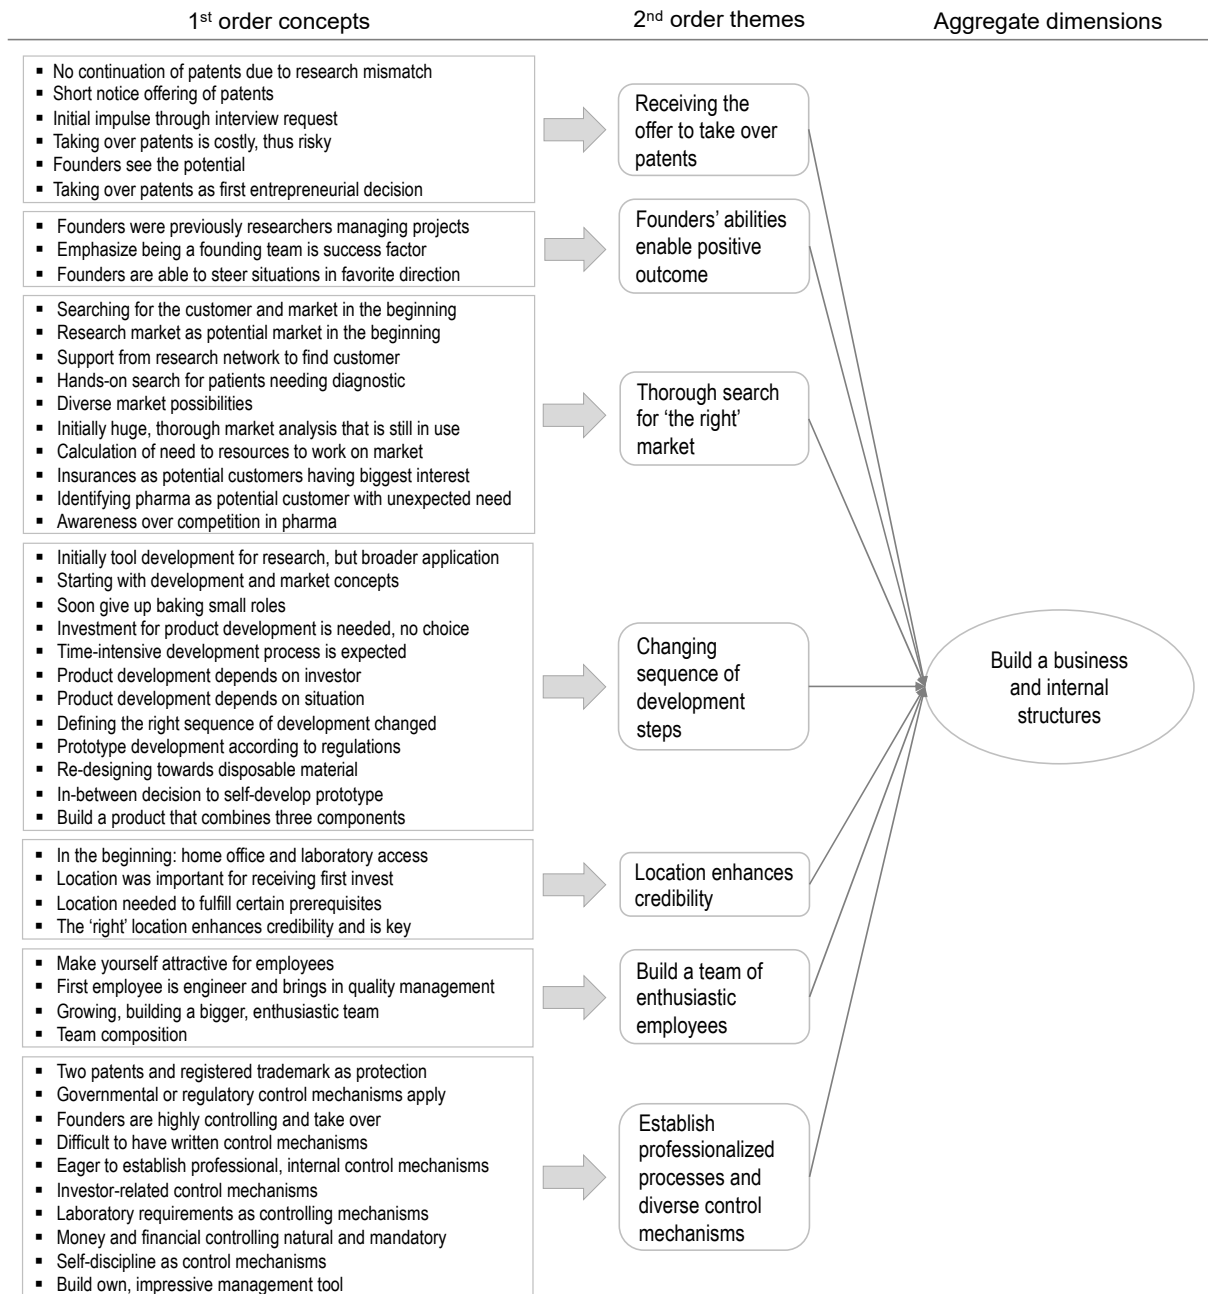 1st order concepts
2nd order themes
Aggregate dimensions
▪ No continuation of patents due to research mismatch
▪ Short notice offering of patents
▪ Initial impulse through interview request
▪ Taking over patents is costly, thus risky
▪ Founders see the potential
▪ Taking over patents as first entrepreneurial decision
Receiving the
offer to take over
patents
▪ Founders were previously researchers managing projects
▪ Emphasize being a founding team is success factor
▪ Founders are able to steer situations in favorite direction
Founders’ abilities
enable positive
outcome
▪ Searching for the customer and market in the beginning
▪ Research market as potential market in the beginning
▪ Support from research network to find customer
▪ Hands-on search for patients needing diagnostic
▪ Diverse market possibilities
▪ Initially huge, thorough market analysis that is still in use
▪ Calculation of need to resources to work on market
▪ Insurances as potential customers having biggest interest
▪ Identifying pharma as potential customer with unexpected need
▪ Awareness over competition in pharma
Thorough search
for ‘the right’
market
▪ Initially tool development for research, but broader application
▪ Starting with development and market concepts
▪ Soon give up baking small roles
▪ Investment for product development is needed, no choice
▪ Time-intensive development process is expected
▪ Product development depends on investor
▪ Product development depends on situation
▪ Defining the right sequence of development changed
▪ Prototype development according to regulations
▪ Re-designing towards disposable material
▪ In-between decision to self-develop prototype
▪ Build a product that combines three components
Changing
sequence of
development
steps
Build a business
and internal
structures
▪ In the beginning: home office and laboratory access
▪ Location was important for receiving first invest
▪ Location needed to fulfill certain prerequisites
▪ The ‘right’ location enhances credibility and is key
Location enhances
credibility
▪ Make yourself attractive for employees
▪ First employee is engineer and brings in quality management
▪ Growing, building a bigger, enthusiastic team
▪ Team composition
Build a team of
enthusiastic
employees
▪ Two patents and registered trademark as protection
▪ Governmental or regulatory control mechanisms apply
▪ Founders are highly controlling and take over
▪ Difficult to have written control mechanisms
▪ Eager to establish professional, internal control mechanisms
▪ Investor-related control mechanisms
▪ Laboratory requirements as controlling mechanisms
▪ Money and financial controlling natural and mandatory
▪ Self-discipline as control mechanisms
▪ Build own, impressive management tool
Establish
professionalized
processes and
diverse control
mechanisms